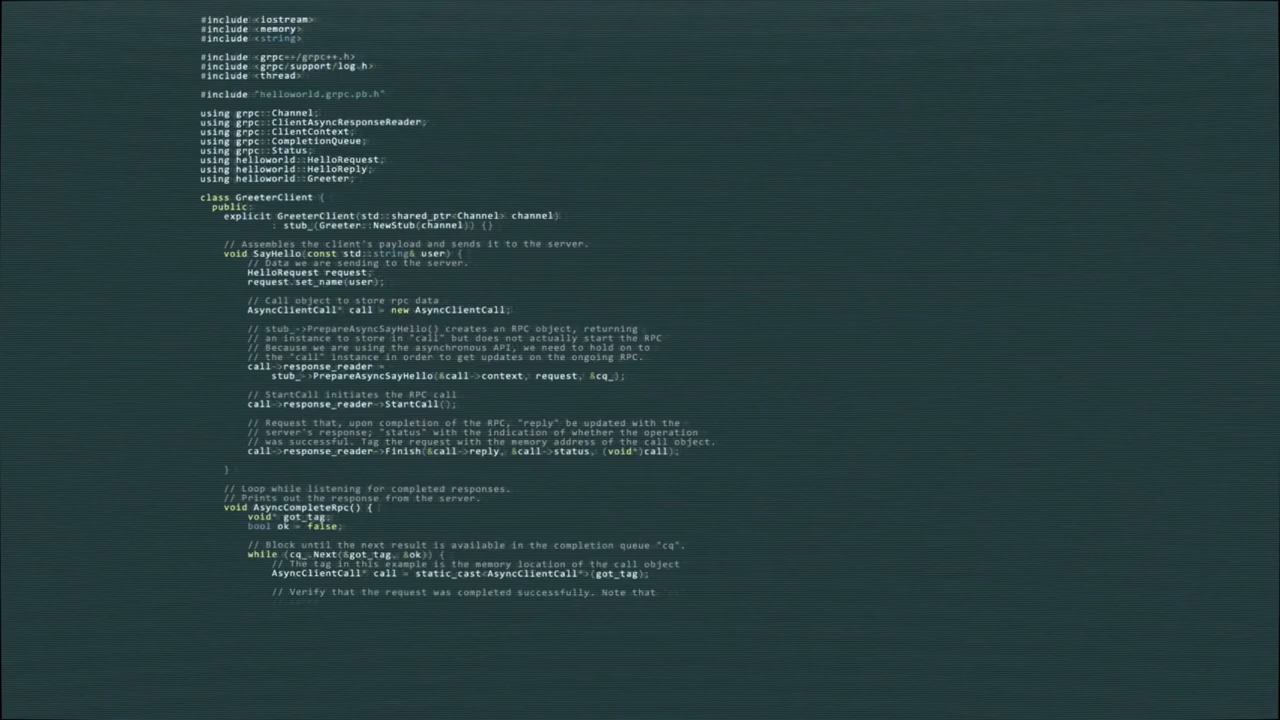 #include <iostream>
#include <memory>
#include <string>
#include <grpc++/grpc++.h>
#include <grpc/support/log.h>
#include <thread>
#include "helloworld.grpc.pb.h"
using grpc::Channel;
using grpc::ClientAsyncResponseReader;
using grpc::ClientContext;
using grpc::CompletionQueue;
using grpc::Status;
using helloworld::HelloRequest;
using helloworld::HelloReply;
using helloworld::Greeter;
class GreeterClient {
public:
explicit GreeterClient(std::shared_ptr<Channel> channel)
: stub_(Greeter::NewStub(channel)) {}
// Assembles the client's payload and sends it to the server.
void SayHello(const std::string& user) {
// Data we are sending to the server.
HelloRequest request;
request.set_name(user);
// Call object to store rpc data
AsyncClientCall* call = new AsyncClientCall;
// stub_->PrepareAsyncSayHello() creates an RPC object, returning
// an instance to store in "call" but does not actually start the RPC
// Because we are using the asynchronous API, we need to hold on to
// the "call" instance in order to get updates on the ongoing RPC.
call->response_reader =
stub_->PrepareAsyncSayHello(&call->context, request, &cq_);
// StartCall initiates the RPC call
call->response_reader->StartCall();
// Request that, upon completion of the RPC, "reply" be updated with the
// server's response; "status" with the indication of whether the operation
// was successful. Tag the request with the memory address of the call object.
call->response_reader->Finish(&call->reply, &call->status, (void*)call);
}
// Loop while listening for completed responses.
// Prints out the response from the server.
void AsyncCompleteRpc() {
void* got_tag;
bool ok = false;
// Block until the next result is available in the completion queue "cq".
while (cq_.Next(&got_tag, &ok)) {
// The tag in this example is the memory location of the call object
AsyncClientCall* call = static_cast<AsyncClientCall*>(got_tag);
// Verify that the request was completed successfully. Note that